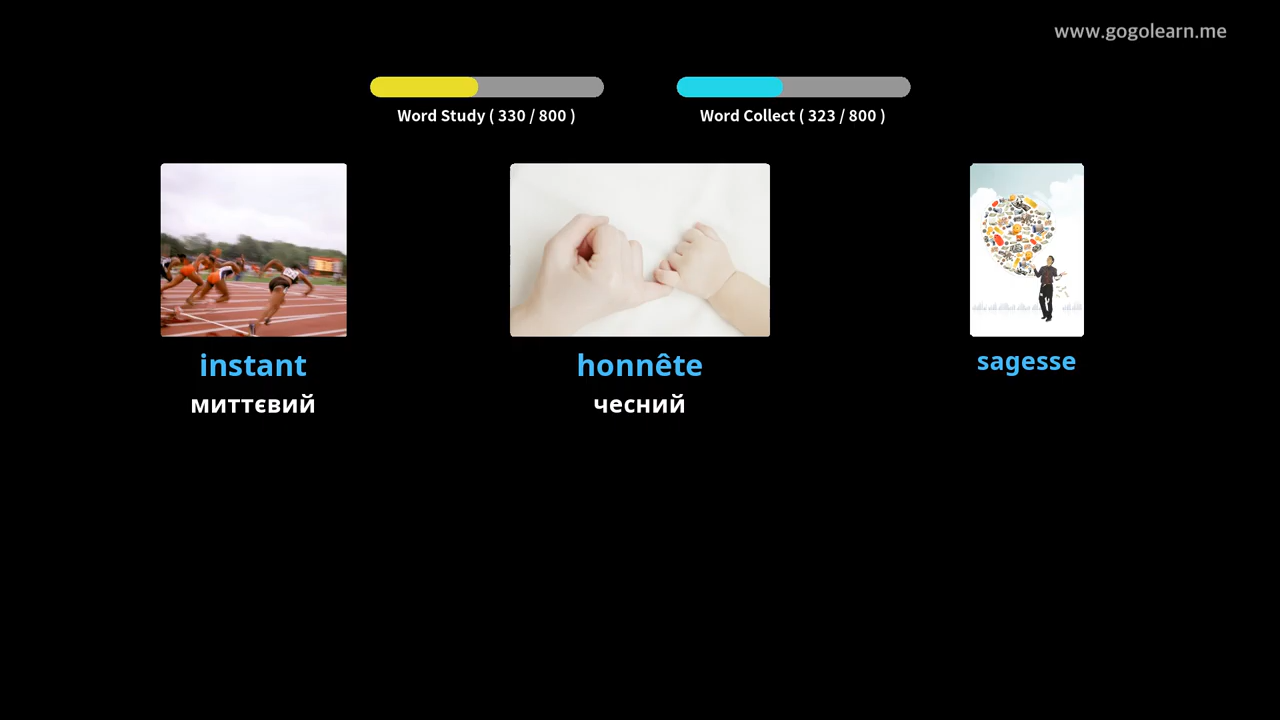 www.gogolearn.me
Word Study ( 330 / 800 )
Word Collect ( 323 / 800 )
instant
honnête
sagesse
миттєвий
чесний